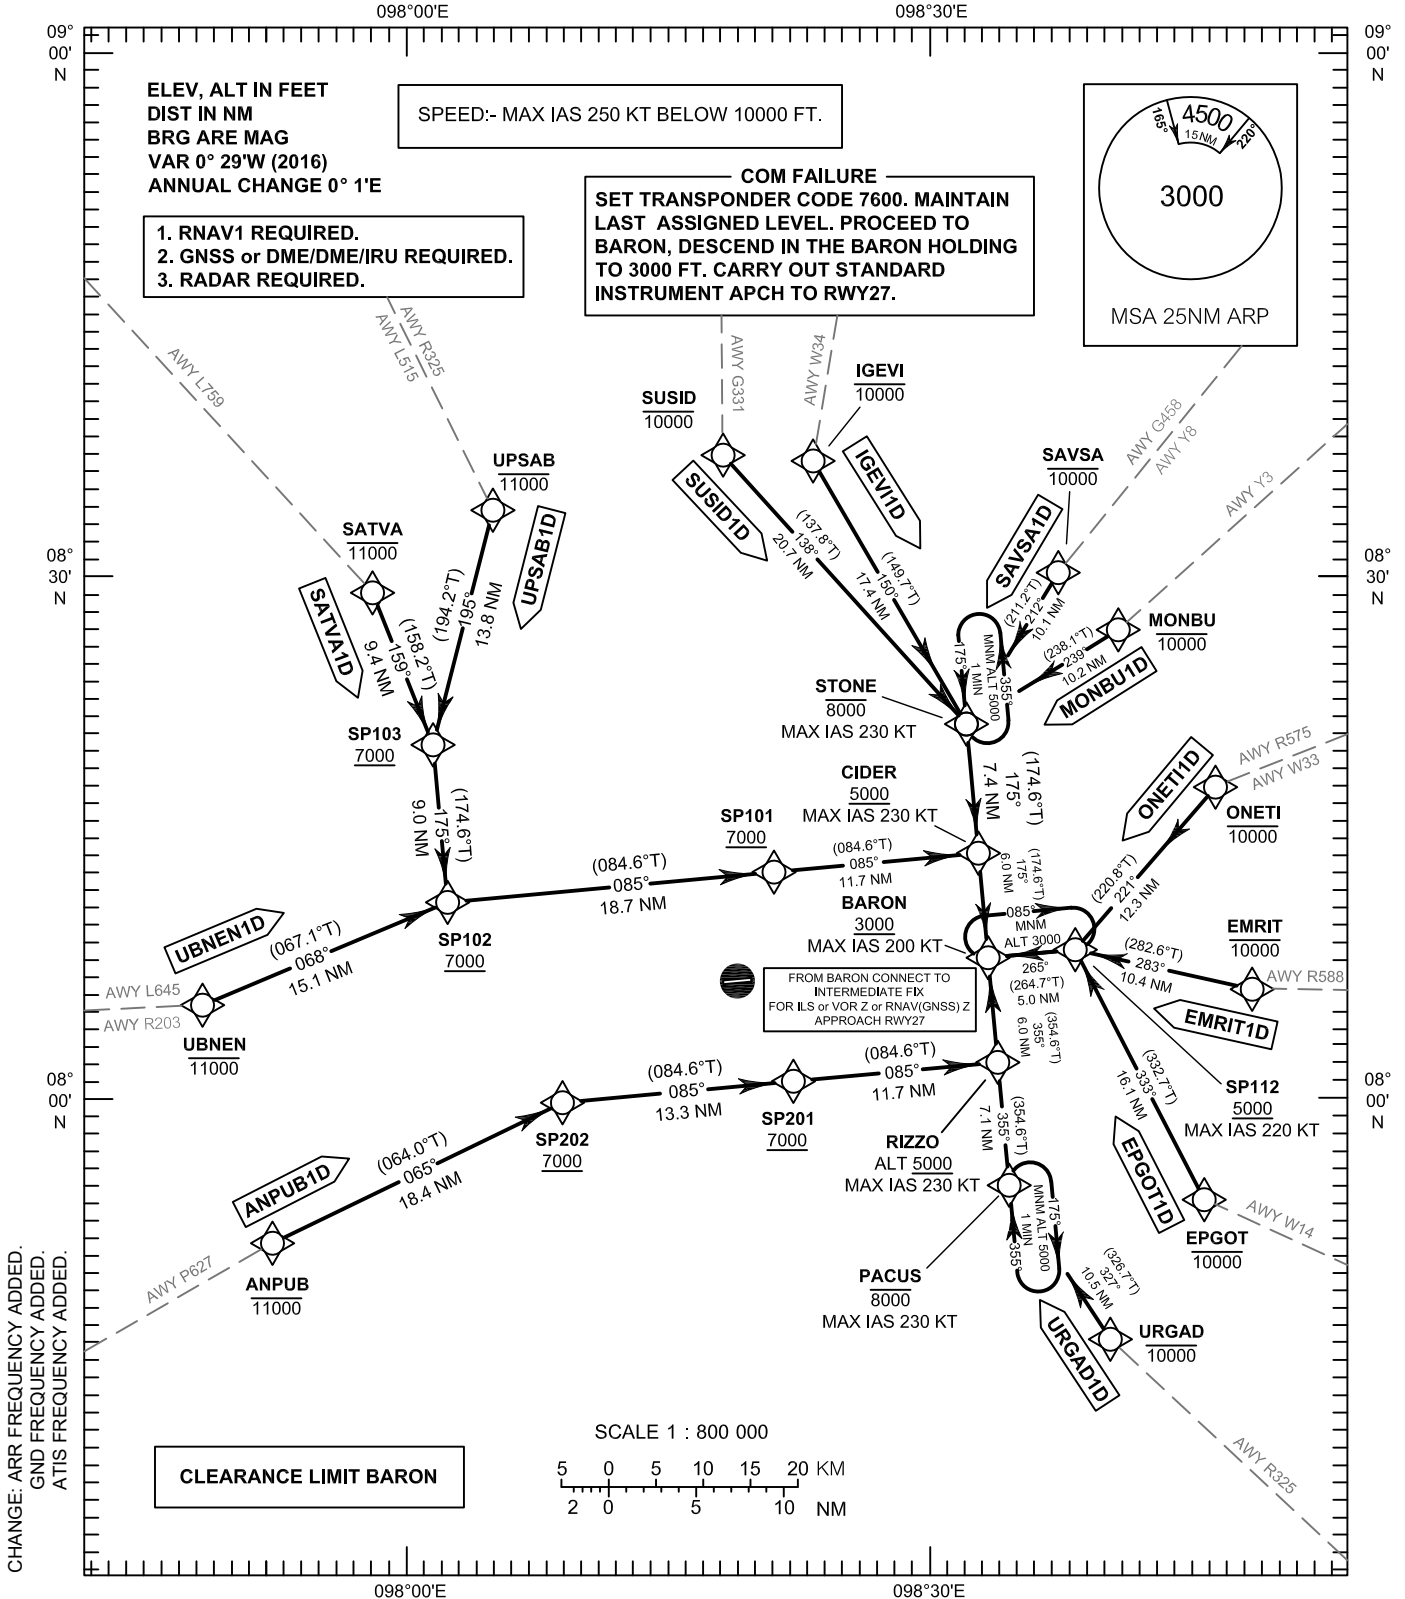 098°00'E
098°30'E
09°
00'
N
09°
00'
N
ELEV, ALT IN FEET
DIST IN NM
BRG ARE MAG
VAR 0° 29'W (2016)
ANNUAL CHANGE 0° 1'E
SPEED:- MAX IAS 250 KT BELOW 10000 FT.
165°
4500
15NM
220°
3000
MSA 25NM ARP
COM FAILURE
SET TRANSPONDER CODE 7600. MAINTAIN
LAST ASSIGNED LEVEL. PROCEED TO
BARON, DESCEND IN THE BARON HOLDING
TO 3000 FT. CARRY OUT STANDARD
INSTRUMENT APCH TO RWY27.
1. RNAV1 REQUIRED.
2. GNSS or DME/DME/IRU REQUIRED.
3. RADAR REQUIRED.
AWY L759
AWY R325
AWY L515
AWY G331
AWY W34
AWY G458
AWY Y8
AWY Y3
SUSID
10000
IGEVI
10000
SAVSA
10000
UPSAB
11000
SATVA
11000
SUSID1D
IGEVI1D
SAVSA1D
UPSAB1D
SATVA1D
(137.8°T)
138°
20.7 NM
(149.7°T)
150°
17.4 NM
(211.2°T)
212°
10.1 NM
08°
30'
N
08°
30'
N
(194.2°T)
195°
13.8 NM
(158.2°T)
159°
9.4 NM
MONBU
10000
(238.1°T)
239°
10.2 NM
MONBU1D
175°
MNM ALT 5000
1 MIN
355°
STONE
8000
MAX IAS 230 KT
SP103
7000
(174.6°T)
175°
9.0 NM
(174.6°T)
175°
7.4 NM
CIDER
5000
MAX IAS 230 KT
SP101
7000
AWY R575
AWY W33
ONETI1D
ONETI
10000
(220.8°T)
221°
12.3 NM
(084.6°T)
085°
18.7 NM
(084.6°T)
085°
11.7 NM
(174.6°T)
175°
6.0 NM
BARON
3000
MAX IAS 200 KT
085°
MNM
ALT 3000
265°
(264.7°T)
5.0 NM
EMRIT
10000
(282.6°T)
283°
10.4 NM
AWY R588
EMRIT1D
UBNEN1D
(067.1°T)
068°
15.1 NM
SP102
7000
AWY L645
AWY R203
UBNEN
11000
FROM BARON CONNECT TO
INTERMEDIATE FIX
FOR ILS or VOR Z or RNAV(GNSS) Z
APPROACH RWY27
(354.6°T)
355°
6.0 NM
08°
00'
N
08°
00'
N
(084.6°T)
085°
13.3 NM
(084.6°T)
085°
11.7 NM
SP202
7000
SP201
7000
RIZZO
ALT 5000
MAX IAS 230 KT
(354.6°T)
355°
7.1 NM
SP112
5000
MAX IAS 220 KT
(332.7°T)
333°
16.1 NM
EPGOT1D
EPGOT
10000
AWY W14
ANPUB1D
(064.0°T)
065°
18.4 NM
ANPUB
11000
AWY P627
PACUS
8000
MAX IAS 230 KT
175°
MNM ALT 5000
1 MIN
355°
(326.7°T)
327°
10.5 NM
URGAD
10000
URGAD1D
AWY R325
CHANGE: ARR FREQUENCY ADDED.
GND FREQUENCY ADDED.
ATIS FREQUENCY ADDED.
CLEARANCE LIMIT BARON
SCALE 1 : 800 000
5 0 5 10 15 20 KM
2 0 5 10 NM
098°00'E
098°30'E